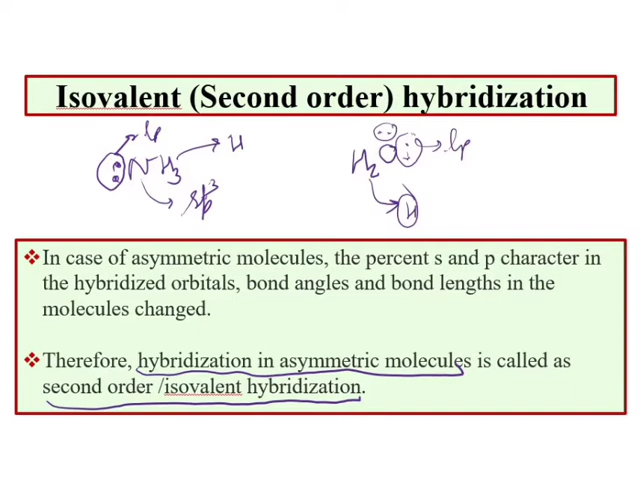 Isovalent (Second order) hybridization
lp
NH3 → H
sp3
H2O → lp
H
❖ In case of asymmetric molecules, the percent s and p character in
the hybridized orbitals, bond angles and bond lengths in the
molecules changed.
❖ Therefore, hybridization in asymmetric molecules is called as
second order /isovalent hybridization.